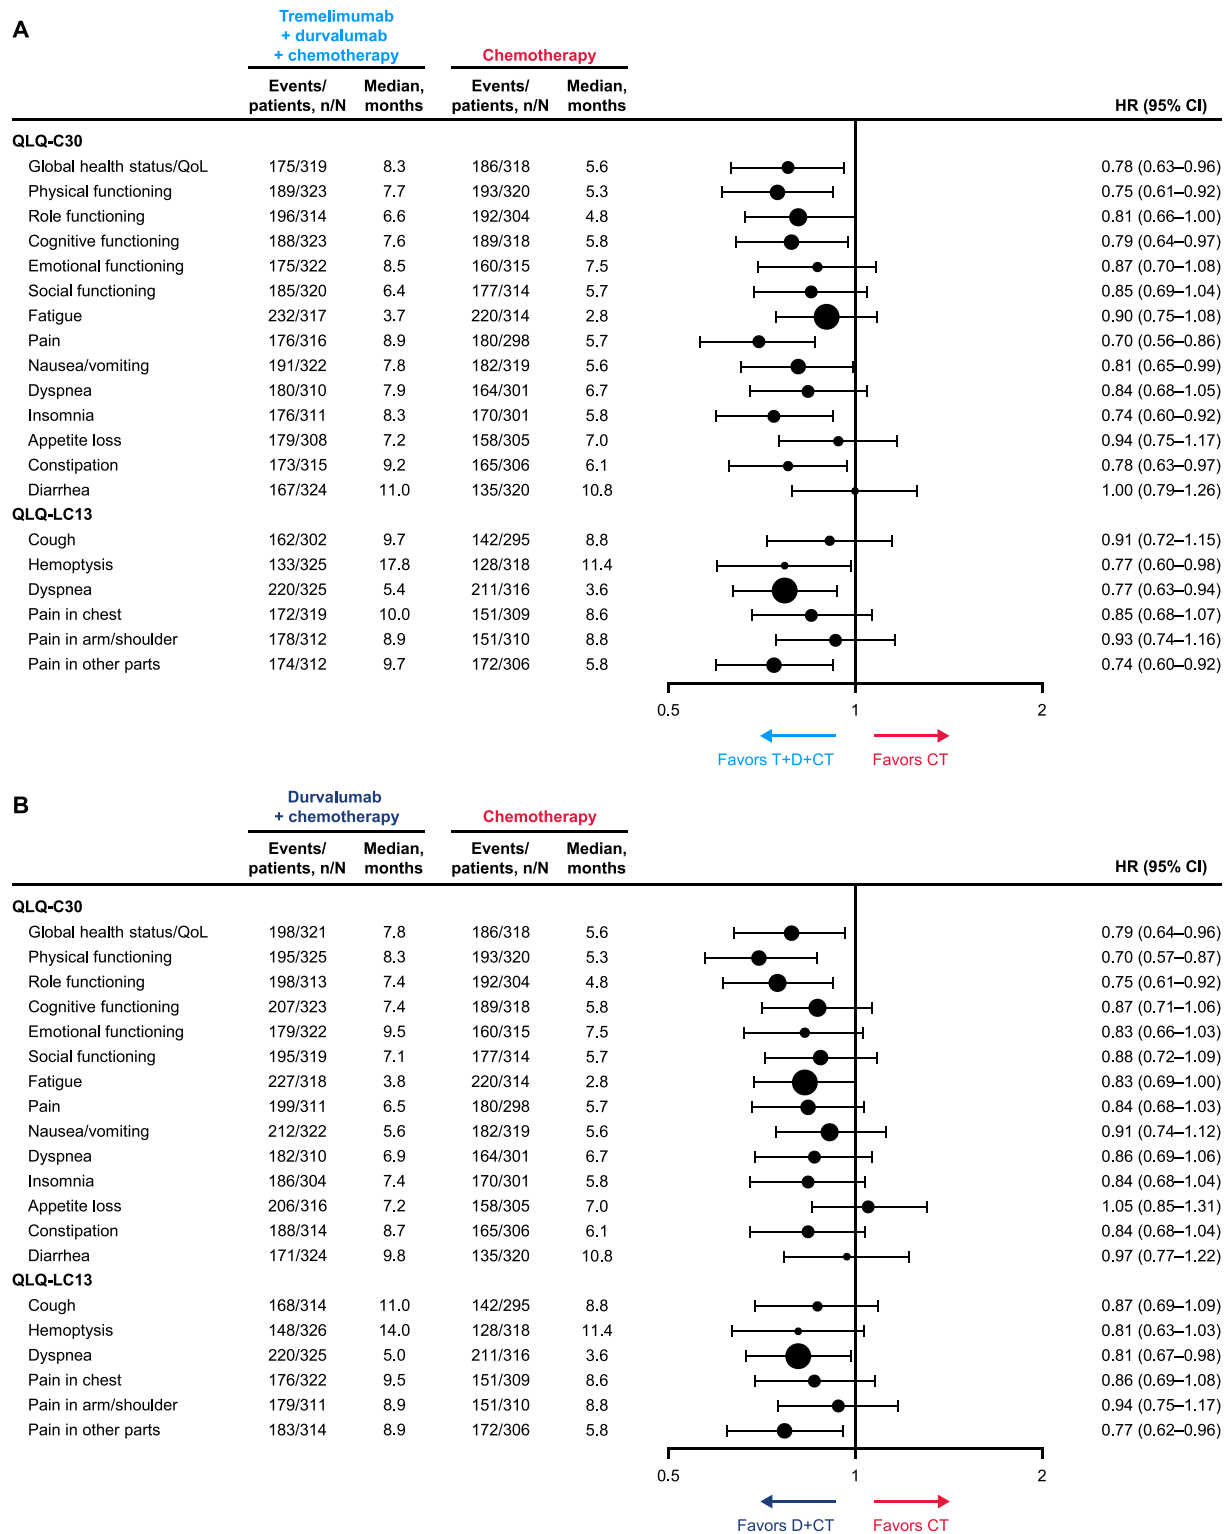 A
Tremelimumab
+ durvalumab
+ chemotherapy
Chemotherapy
Events/ Median, Events/ Median,
patients, n/N months patients, n/N months HR (95% CI)
QLQ-C30
Global health status/QoL 175/319 8.3 186/318 5.6 0.78 (0.63–0.96)
Physical functioning 189/323 7.7 193/320 5.3 0.75 (0.61–0.92)
Role functioning 196/314 6.6 192/304 4.8 0.81 (0.66–1.00)
Cognitive functioning 188/323 7.6 189/318 5.8 0.79 (0.64–0.97)
Emotional functioning 175/322 8.5 160/315 7.5 0.87 (0.70–1.08)
Social functioning 185/320 6.4 177/314 5.7 0.85 (0.69–1.04)
Fatigue 232/317 3.7 220/314 2.8 0.90 (0.75–1.08)
Pain 176/316 8.9 180/298 5.7 0.70 (0.56–0.86)
Nausea/vomiting 191/322 7.8 182/319 5.6 0.81 (0.65–0.99)
Dyspnea 180/310 7.9 164/301 6.7 0.84 (0.68–1.05)
Insomnia 176/311 8.3 170/301 5.8 0.74 (0.60–0.92)
Appetite loss 179/308 7.2 158/305 7.0 0.94 (0.75–1.17)
Constipation 173/315 9.2 165/306 6.1 0.78 (0.63–0.97)
Diarrhea 167/324 11.0 135/320 10.8 1.00 (0.79–1.26)
QLQ-LC13
Cough 162/302 9.7 142/295 8.8 0.91 (0.72–1.15)
Hemoptysis 133/325 17.8 128/318 11.4 0.77 (0.60–0.98)
Dyspnea 220/325 5.4 211/316 3.6 0.77 (0.63–0.94)
Pain in chest 172/319 10.0 151/309 8.6 0.85 (0.68–1.07)
Pain in arm/shoulder 178/312 8.9 151/310 8.8 0.93 (0.74–1.16)
Pain in other parts 174/312 9.7 172/306 5.8 0.74 (0.60–0.92)
0.5 1 2
Favors T+D+CT Favors CT
B
Durvalumab
+ chemotherapy
Chemotherapy
Events/ Median, Events/ Median,
patients, n/N months patients, n/N months HR (95% CI)
QLQ-C30
Global health status/QoL 198/321 7.8 186/318 5.6 0.79 (0.64–0.96)
Physical functioning 195/325 8.3 193/320 5.3 0.70 (0.57–0.87)
Role functioning 198/313 7.4 192/304 4.8 0.75 (0.61–0.92)
Cognitive functioning 207/323 7.4 189/318 5.8 0.87 (0.71–1.06)
Emotional functioning 179/322 9.5 160/315 7.5 0.83 (0.66–1.03)
Social functioning 195/319 7.1 177/314 5.7 0.88 (0.72–1.09)
Fatigue 227/318 3.8 220/314 2.8 0.83 (0.69–1.00)
Pain 199/311 6.5 180/298 5.7 0.84 (0.68–1.03)
Nausea/vomiting 212/322 5.6 182/319 5.6 0.91 (0.74–1.12)
Dyspnea 182/310 6.9 164/301 6.7 0.86 (0.69–1.06)
Insomnia 186/304 7.4 170/301 5.8 0.84 (0.68–1.04)
Appetite loss 206/316 7.2 158/305 7.0 1.05 (0.85–1.31)
Constipation 188/314 8.7 165/306 6.1 0.84 (0.68–1.04)
Diarrhea 171/324 9.8 135/320 10.8 0.97 (0.77–1.22)
QLQ-LC13
Cough 168/314 11.0 142/295 8.8 0.87 (0.69–1.09)
Hemoptysis 148/326 14.0 128/318 11.4 0.81 (0.63–1.03)
Dyspnea 220/325 5.0 211/316 3.6 0.81 (0.67–0.98)
Pain in chest 176/322 9.5 151/309 8.6 0.86 (0.69–1.08)
Pain in arm/shoulder 179/311 8.9 151/310 8.8 0.94 (0.75–1.17)
Pain in other parts 183/314 8.9 172/306 5.8 0.77 (0.62–0.96)
0.5 1 2
Favors D+CT Favors CT